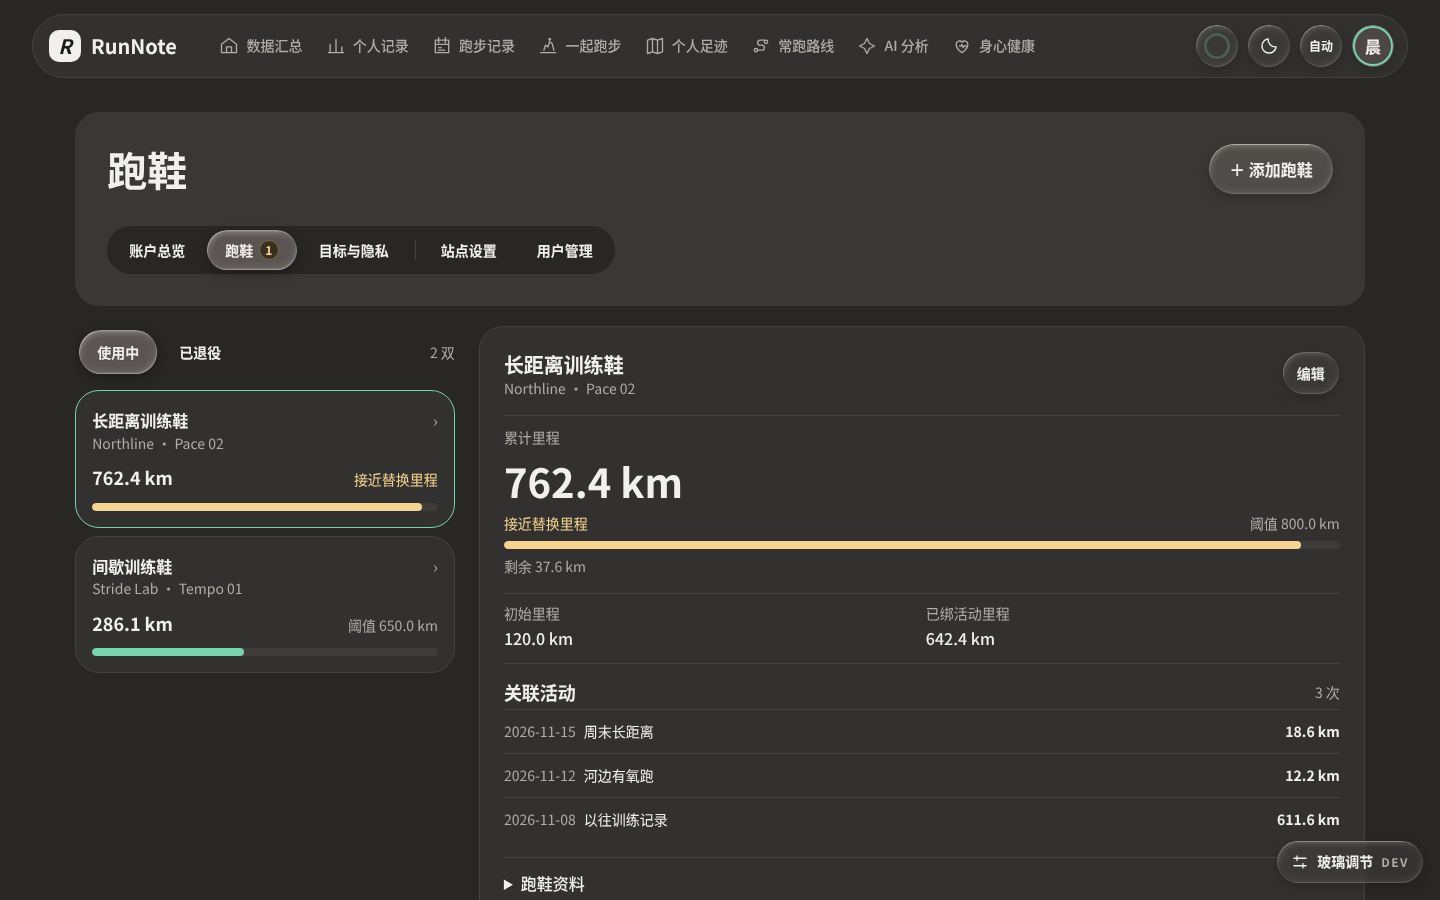 R RunNote 数据汇总 个人记录 跑步记录 一起跑步 个人足迹 常跑路线 AI 分析 身心健康 自动 晨
跑鞋
+ 添加跑鞋
账户总览 跑鞋 1 目标与隐私 站点设置 用户管理
使用中 已退役 2 双
长距离训练鞋 ›
Northline • Pace 02
762.4 km 接近替换里程
间歇训练鞋 ›
Stride Lab • Tempo 01
286.1 km 阈值 650.0 km
长距离训练鞋
Northline • Pace 02
编辑
累计里程
762.4 km
接近替换里程 阈值 800.0 km
剩余 37.6 km
初始里程 已绑活动里程
120.0 km 642.4 km
关联活动 3 次
2026-11-15 周末长距离 18.6 km
2026-11-12 河边有氧跑 12.2 km
2026-11-08 以往训练记录 611.6 km
玻璃调节 DEV
▶ 跑鞋资料